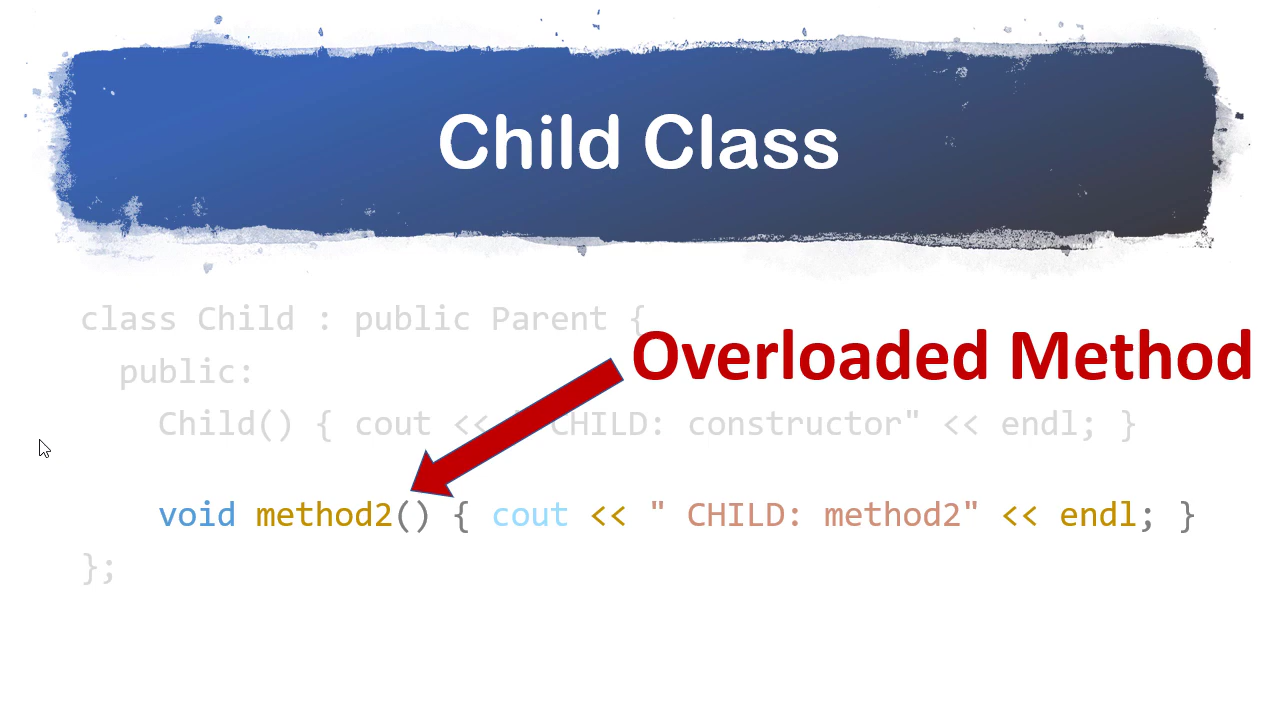 Child Class
class Child : public Parent {
Overloaded Method
public:
Child() { cout << " CHILD: constructor" << endl; }
void method2() { cout << " CHILD: method2" << endl; }
};